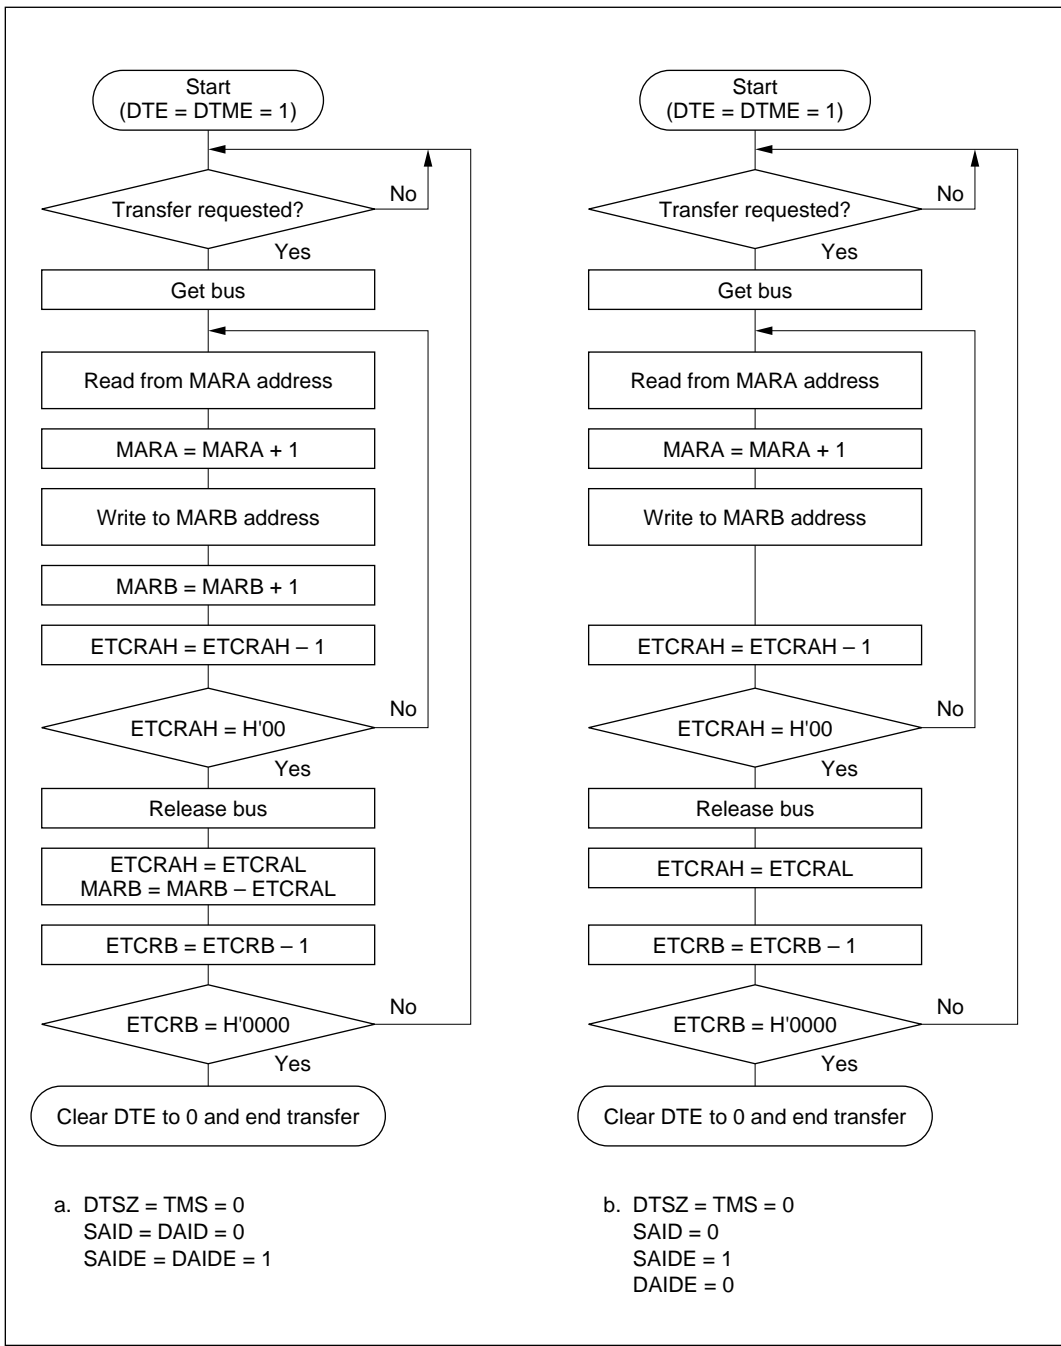 Start
(DTE = DTME = 1)
Transfer requested?
No
Yes
Get bus
Read from MARA address
MARA = MARA + 1
Write to MARB address
MARB = MARB + 1
ETCRAH = ETCRAH – 1
ETCRAH = H'00
No
Yes
Release bus
ETCRAH = ETCRAL
MARB = MARB – ETCRAL
ETCRB = ETCRB – 1
ETCRB = H'0000
No
Yes
Clear DTE to 0 and end transfer
a. DTSZ = TMS = 0
SAID = DAID = 0
SAIDE = DAIDE = 1
Start
(DTE = DTME = 1)
Transfer requested?
No
Yes
Get bus
Read from MARA address
MARA = MARA + 1
Write to MARB address
ETCRAH = ETCRAH – 1
ETCRAH = H'00
No
Yes
Release bus
ETCRAH = ETCRAL
ETCRB = ETCRB – 1
ETCRB = H'0000
No
Yes
Clear DTE to 0 and end transfer
b. DTSZ = TMS = 0
SAID = 0
SAIDE = 1
DAIDE = 0